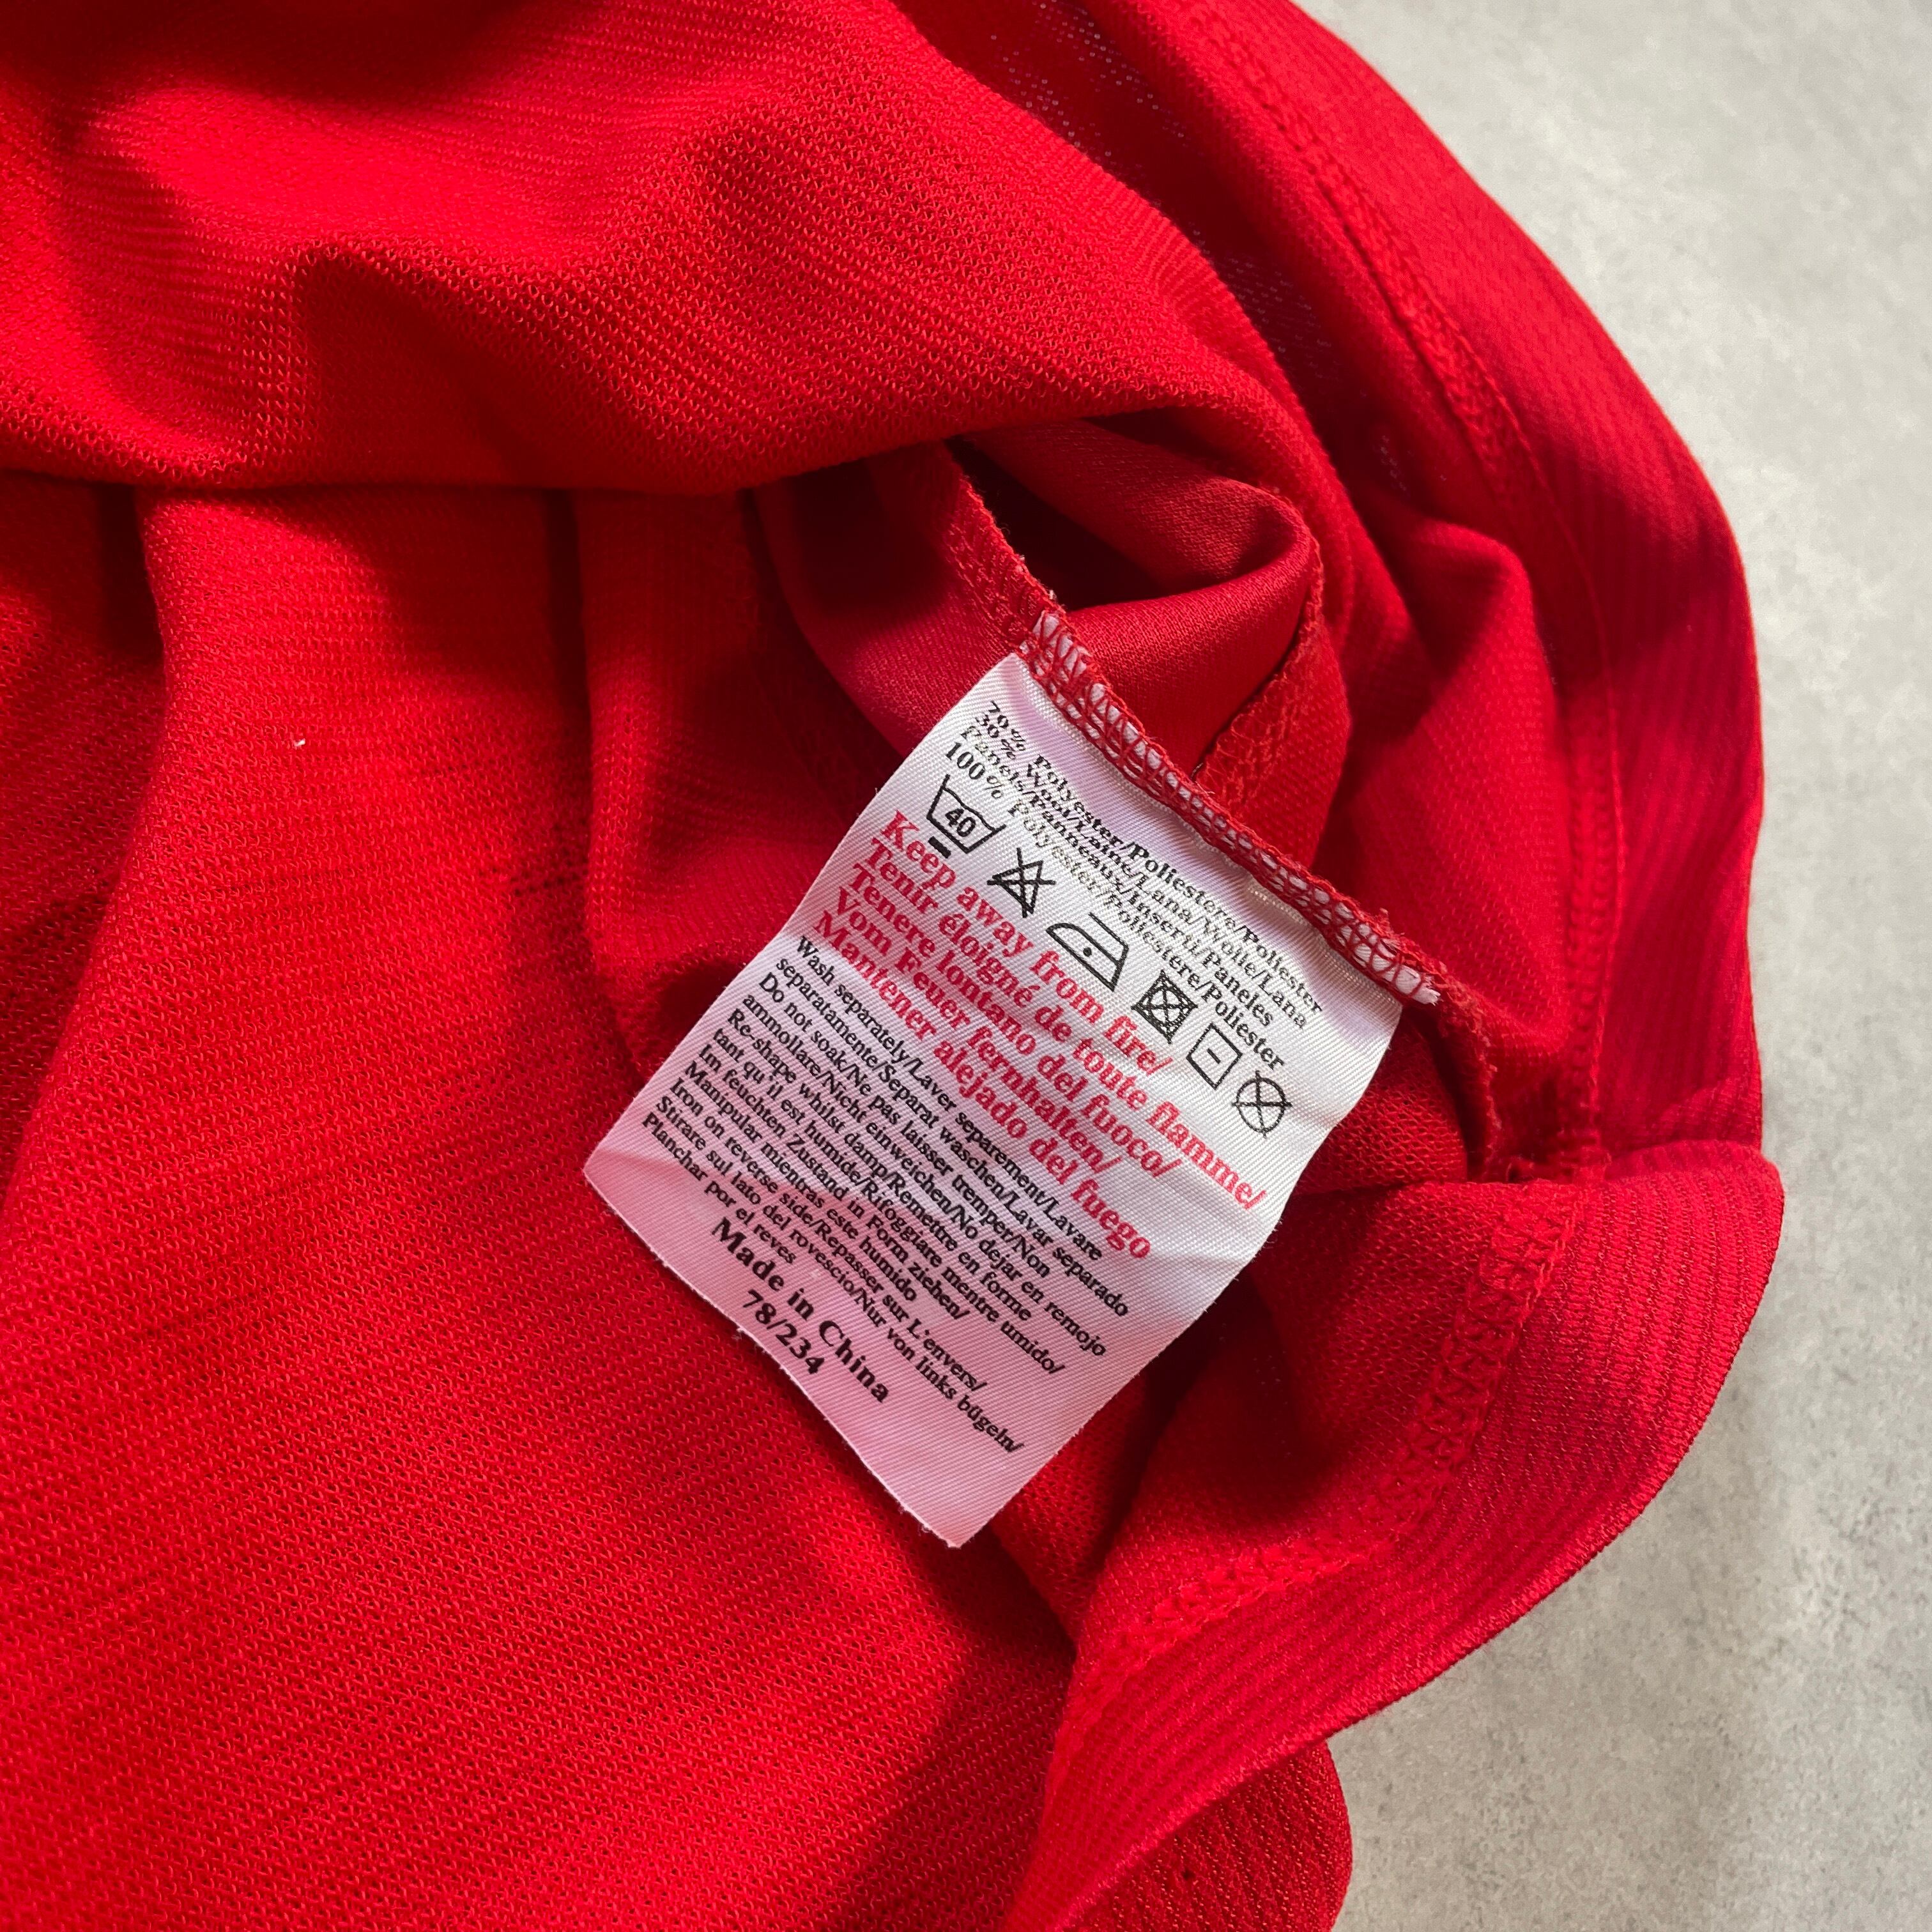 70% Polyester/Poliestere/Poliester
30% Wool/Laine/Lana/Wolle/Lana
Panels/Panneaux/Inserti/Paneles
100% Polyester/Poliestere/Poliester
40
Keep away from fire/
Tenir éloigné de toute flamme/
Tenere lontano del fuoco/
Vom Feuer fernhalten/
Mantener alejado del fuego
Wash separately/Laver separement/Lavare
separatamente/Separat waschen/Lavar separado
Do not soak/Ne pas laisser tremper/Non
ammollare/Nicht einweichen/No dejar en remojo
Re-shape whilst damp/Remettre en forme
tant qu'il est humide/Rifoggiare mentre umido/
Im feuchten Zustand in Form ziehen/
Manipular mientras este humido
Iron on reverse side/Repasser sur L'envers/
Stirare sul lato del rovescio/Nur von links bügeln/
Planchar por el reves
Made in China
78/234